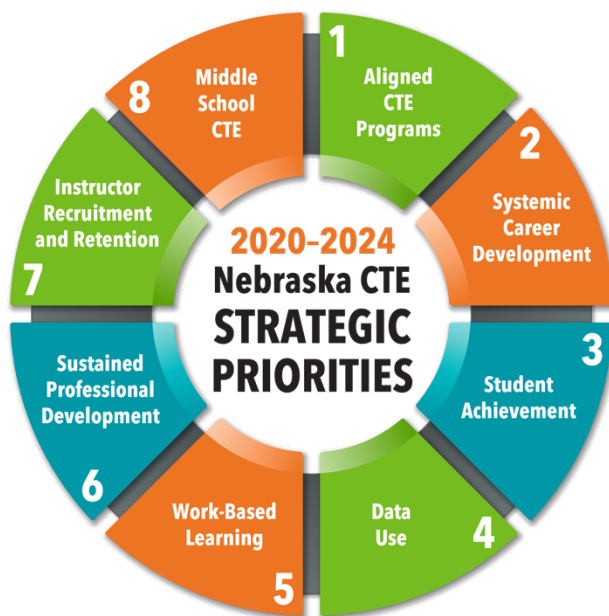 2020–2024
Nebraska CTE
STRATEGIC
PRIORITIES
1
Aligned
CTE
Programs
2
Systemic
Career
Development
3
Student
Achievement
4
Data
Use
5
Work-Based
Learning
6
Sustained
Professional
Development
7
Instructor
Recruitment
and Retention
8
Middle
School
CTE